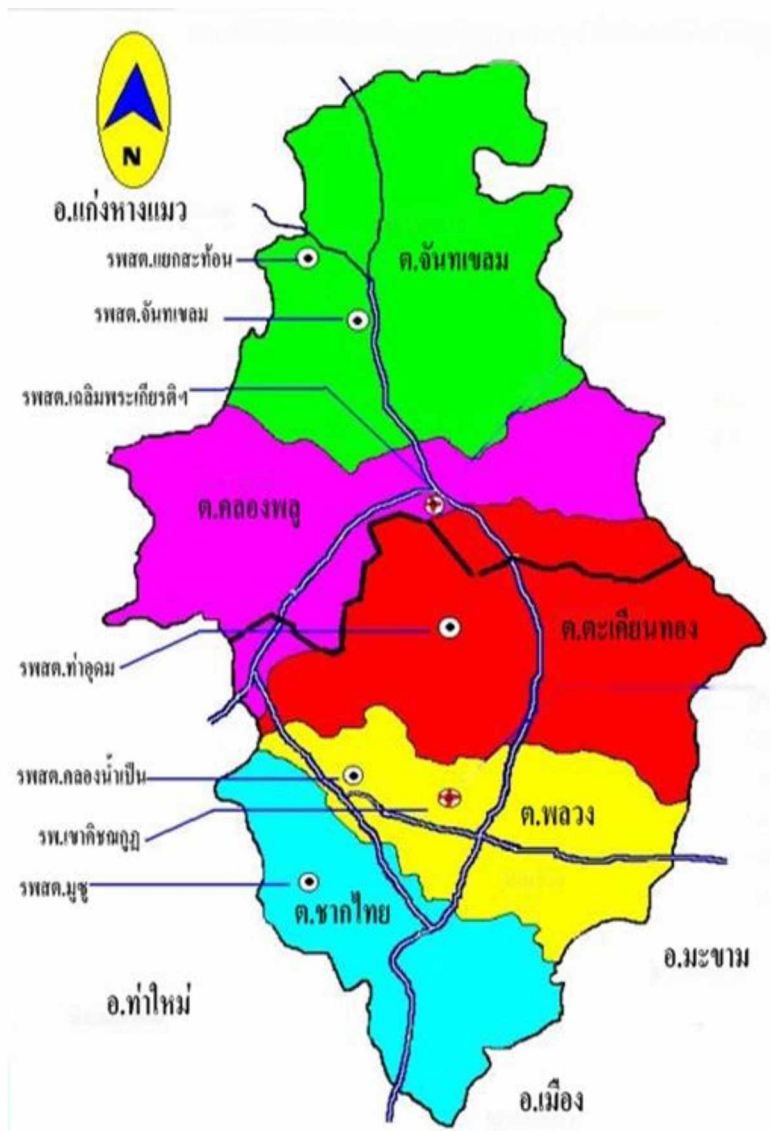 N
อ.แก่งหางแมว
รพสต.แยกสะท้อน
ต.จันทเขลม
รพสต.จันทเขลม
รพสต.เฉลิมพระเกียรติฯ
ต.คลองพลู
ต.ตะเคียนทอง
รพสต.ท่าอุดม
รพสต.คลองน้ำเป็น
ต.พลวง
รพ.เขาคิชฌกูฏ
รพสต.มูซู
ต.ชากไทย
อ.มะขาม
อ.ท่าใหม่
อ.เมือง